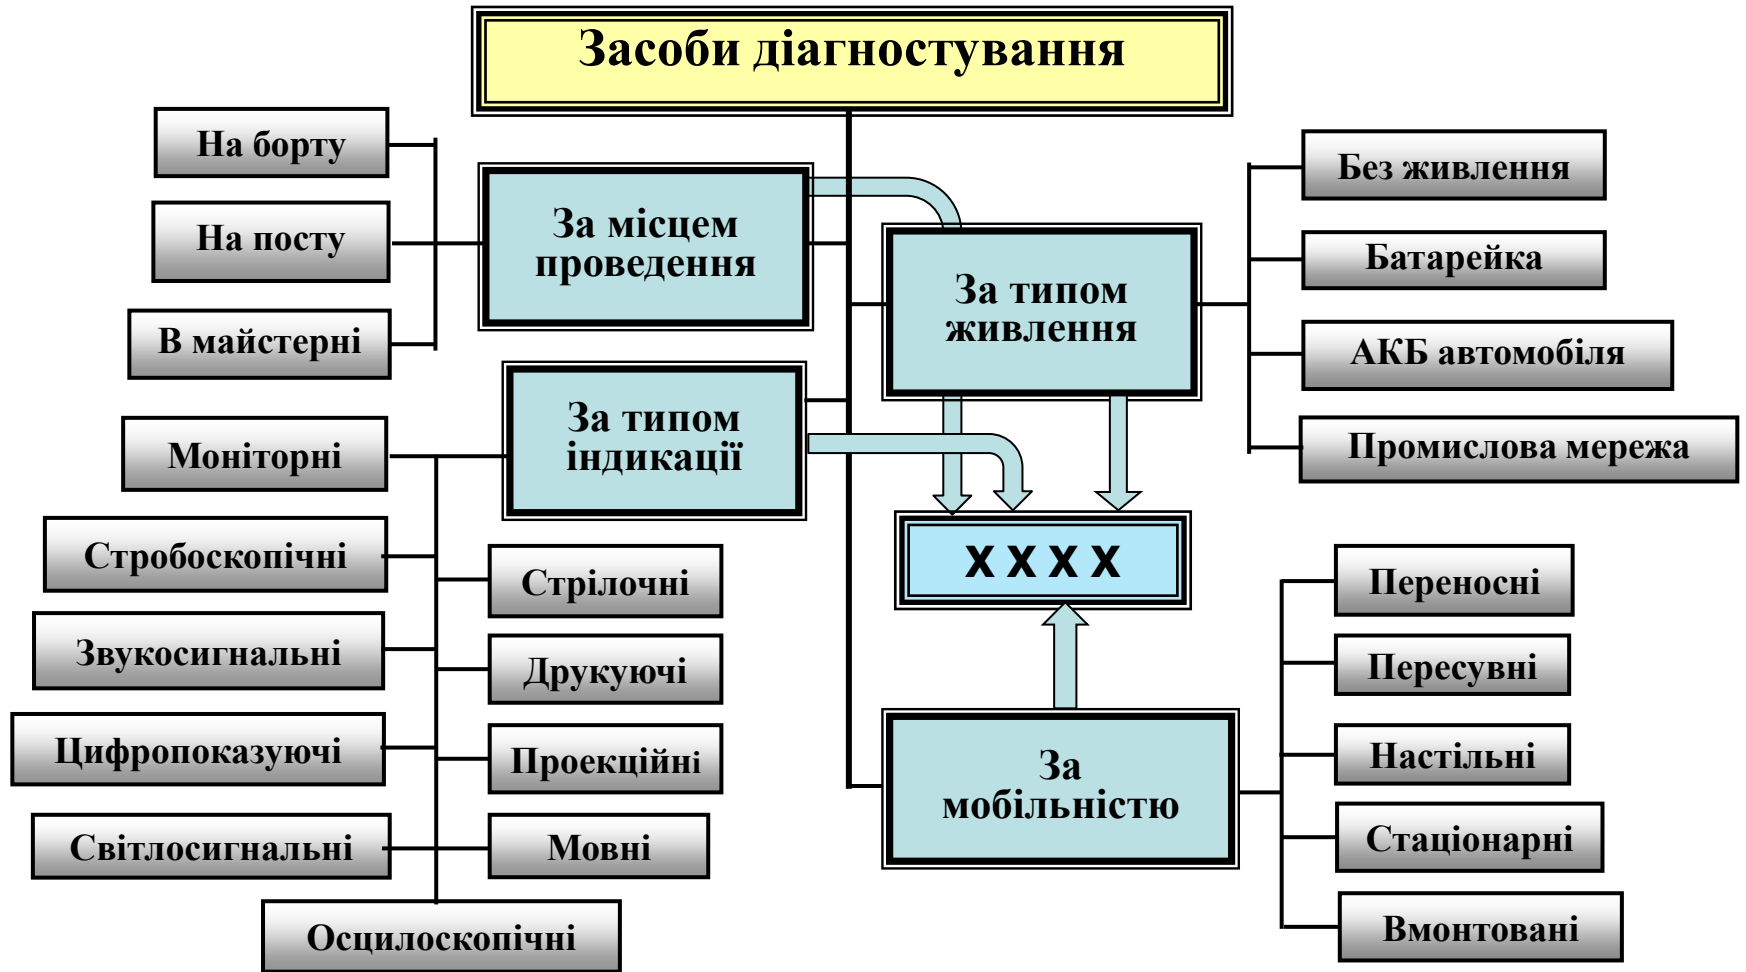 Засоби діагностування
На борту
На посту
В майстерні
За місцем
проведення
За типом
живлення
Без живлення
Батарейка
АКБ автомобіля
Промислова мережа
За типом
індикації
Моніторні
Стробоскопічні
Звукосигнальні
Цифропоказуючі
Світлосигнальні
Осцилоскопічні
Стрілочні
Друкуючі
Проекційні
Мовні
X X X X
За
мобільністю
Переносні
Пересувні
Настільні
Стаціонарні
Вмонтовані